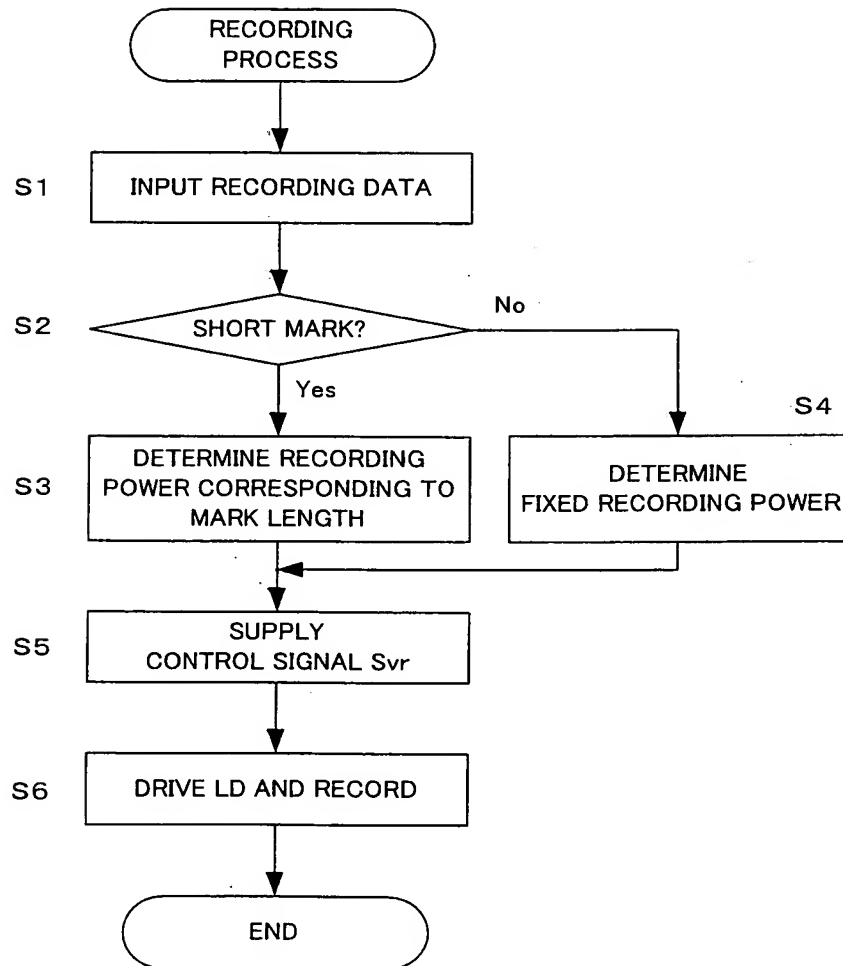 RECORDING
PROCESS
S1
INPUT RECORDING DATA
S2
SHORT MARK?
No
Yes
S4
S3
DETERMINE RECORDING
POWER CORRESPONDING TO
MARK LENGTH
DETERMINE
FIXED RECORDING POWER
S5
SUPPLY
CONTROL SIGNAL Svr
S6
DRIVE LD AND RECORD
END